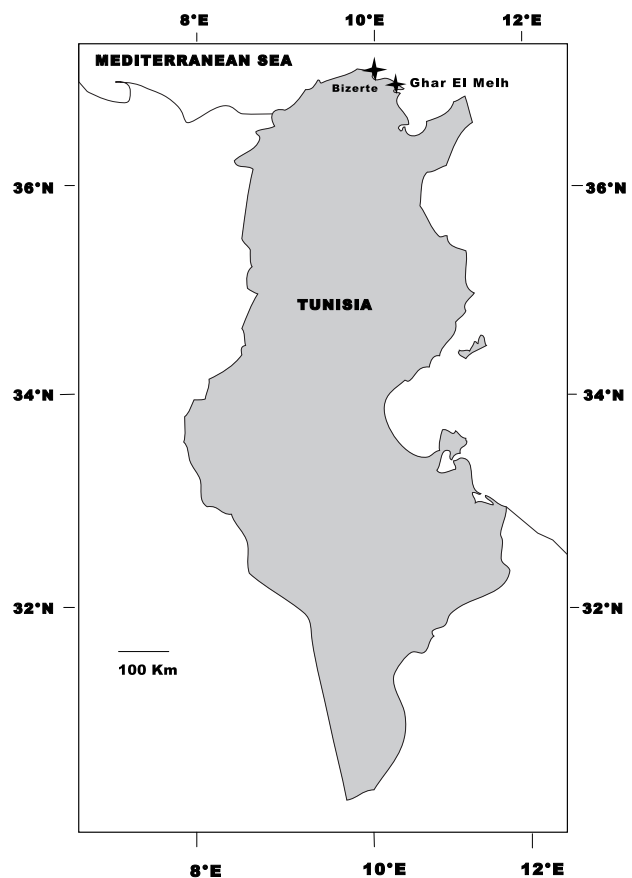 8°E 10°E 12°E
MEDITERRANEAN SEA
Bizerte
Ghar El Melh
36°N 36°N
TUNISIA
34°N 34°N
32°N 32°N
100 Km
8°E 10°E 12°E